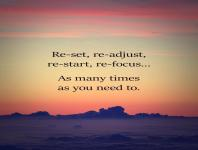 Re-set, re-adjust,
re-start, re-focus...
As many times
as you need to.